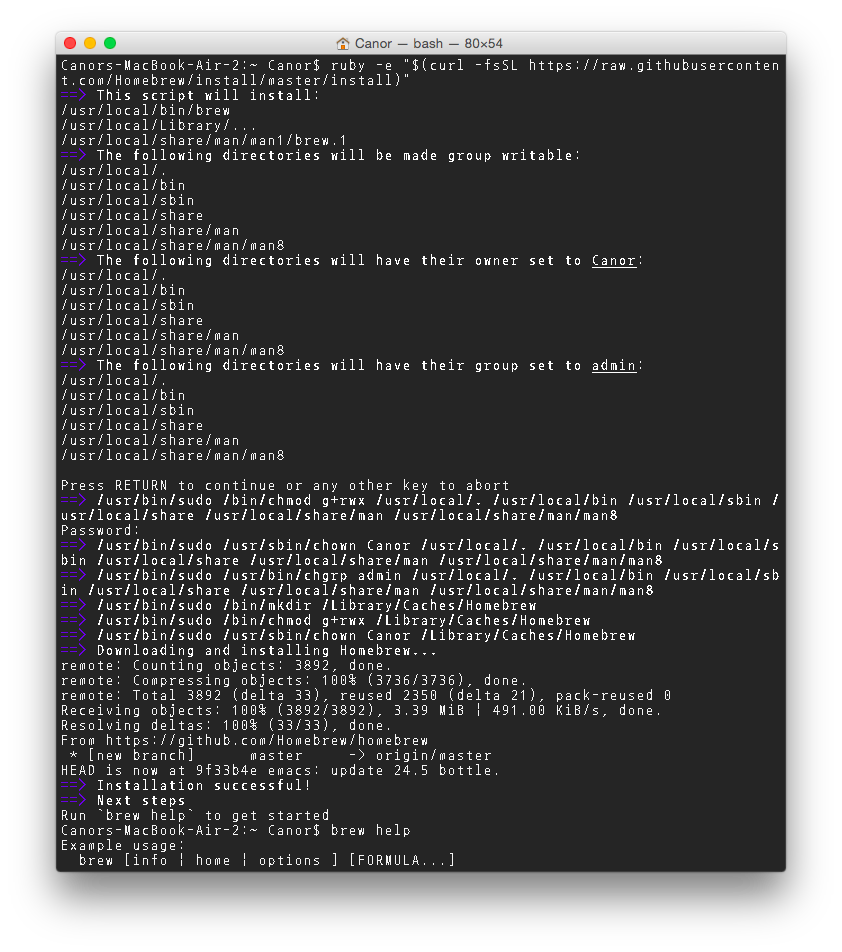 Canor — bash — 80×54
Canors-MacBook-Air-2:~ Canor$ ruby -e "$(curl -fsSL https://raw.githubuserconten
t.com/Homebrew/install/master/install)"
==> This script will install:
/usr/local/bin/brew
/usr/local/Library/...
/usr/local/share/man/man1/brew.1
==> The following directories will be made group writable:
/usr/local/.
/usr/local/bin
/usr/local/sbin
/usr/local/share
/usr/local/share/man
/usr/local/share/man/man8
==> The following directories will have their owner set to Canor:
/usr/local/.
/usr/local/bin
/usr/local/sbin
/usr/local/share
/usr/local/share/man
/usr/local/share/man/man8
==> The following directories will have their group set to admin:
/usr/local/.
/usr/local/bin
/usr/local/sbin
/usr/local/share
/usr/local/share/man
/usr/local/share/man/man8

Press RETURN to continue or any other key to abort
==> /usr/bin/sudo /bin/chmod g+rwx /usr/local/. /usr/local/bin /usr/local/sbin /
usr/local/share /usr/local/share/man /usr/local/share/man/man8
Password:
==> /usr/bin/sudo /usr/sbin/chown Canor /usr/local/. /usr/local/bin /usr/local/s
bin /usr/local/share /usr/local/share/man /usr/local/share/man/man8
==> /usr/bin/sudo /usr/bin/chgrp admin /usr/local/. /usr/local/bin /usr/local/sb
in /usr/local/share /usr/local/share/man /usr/local/share/man/man8
==> /usr/bin/sudo /bin/mkdir /Library/Caches/Homebrew
==> /usr/bin/sudo /bin/chmod g+rwx /Library/Caches/Homebrew
==> /usr/bin/sudo /usr/sbin/chown Canor /Library/Caches/Homebrew
==> Downloading and installing Homebrew...
remote: Counting objects: 3892, done.
remote: Compressing objects: 100% (3736/3736), done.
remote: Total 3892 (delta 33), reused 2350 (delta 21), pack-reused 0
Receiving objects: 100% (3892/3892), 3.39 MiB | 491.00 KiB/s, done.
Resolving deltas: 100% (33/33), done.
From https://github.com/Homebrew/homebrew
 * [new branch]      master     -> origin/master
HEAD is now at 9f33b4e emacs: update 24.5 bottle.
==> Installation successful!
==> Next steps
Run `brew help` to get started
Canors-MacBook-Air-2:~ Canor$ brew help
Example usage:
  brew [info | home | options ] [FORMULA...]